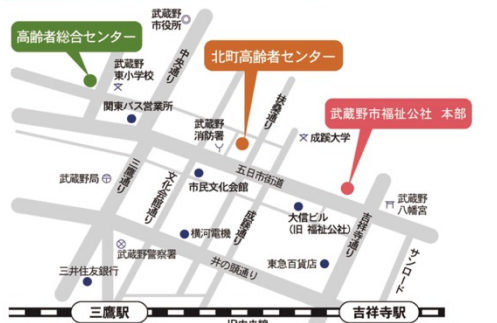 武蔵野
市役所
高齢者総合センター
中央通り
北町高齢者センター
武蔵野
東小学校
関東バス営業所
武蔵野
消防署
扶桑通り
成蹊大学
武蔵野市福祉公社 本部
五日市街道
武蔵野局
三鷹通り
文化会館通り
市民文化会館
成蹊通り
大信ビル
(旧 福祉公社)
吉祥寺通り
武蔵野
八幡宮
横河電機
武蔵野警察署
井の頭通り
東急百貨店
サンロード
三井住友銀行
三鷹駅
吉祥寺駅
JR中央線